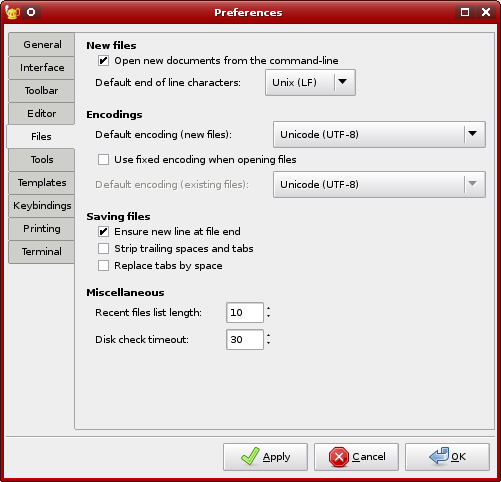 Preferences
General
Interface
Toolbar
Editor
Files
Tools
Templates
Keybindings
Printing
Terminal
New files
Open new documents from the command-line
Default end of line characters: Unix (LF)
Encodings
Default encoding (new files): Unicode (UTF-8)
Use fixed encoding when opening files
Default encoding (existing files): Unicode (UTF-8)
Saving files
Ensure new line at file end
Strip trailing spaces and tabs
Replace tabs by space
Miscellaneous
Recent files list length: 10
Disk check timeout: 30
Apply Cancel OK